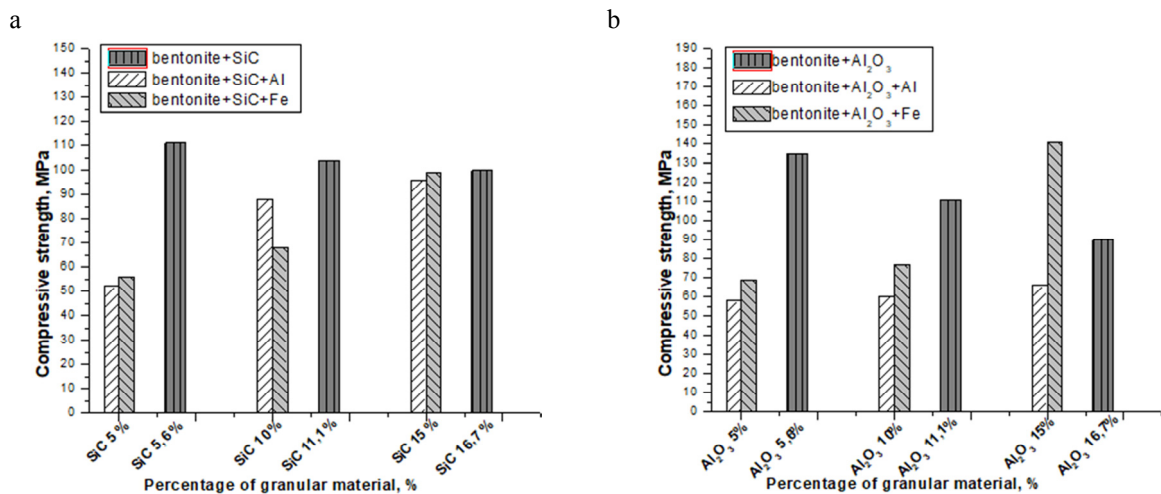 a
150
140
130
120
110
100
90
80
70
60
50
40
30
20
10
0
Compressive strength, MPa
bentonite+SiC
bentonite+SiC+Al
bentonite+SiC+Fe
SiC 5 %
SiC 5,6%
SiC 10%
SiC 11,1%
SiC 15 %
SiC 16,7 %
Percentage of granular material, %
b
190
180
170
160
150
140
130
120
110
100
90
80
70
60
50
40
30
20
10
0
Compressive strength, MPa
bentonite+Al₂O₃
bentonite+Al₂O₃+Al
bentonite+Al₂O₃+Fe
Al₂O₃ 5%
Al₂O₃ 5,6%
Al₂O₃ 10%
Al₂O₃ 11,1%
Al₂O₃ 15%
Al₂O₃ 16,7%
Percentage of granular material, %